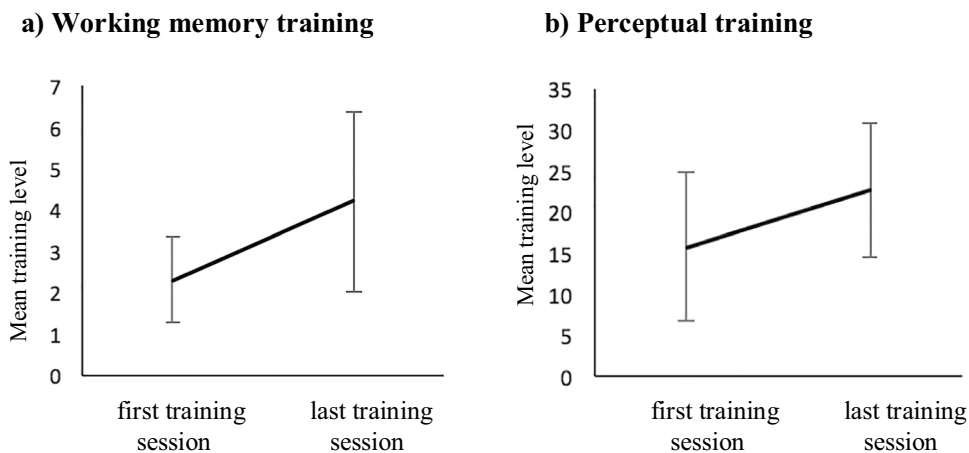 a) Working memory training
Mean training level
7
6
5
4
3
2
1
0
first training
session
last training
session
b) Perceptual training
Mean training level
35
30
25
20
15
10
5
0
first training
session
last training
session